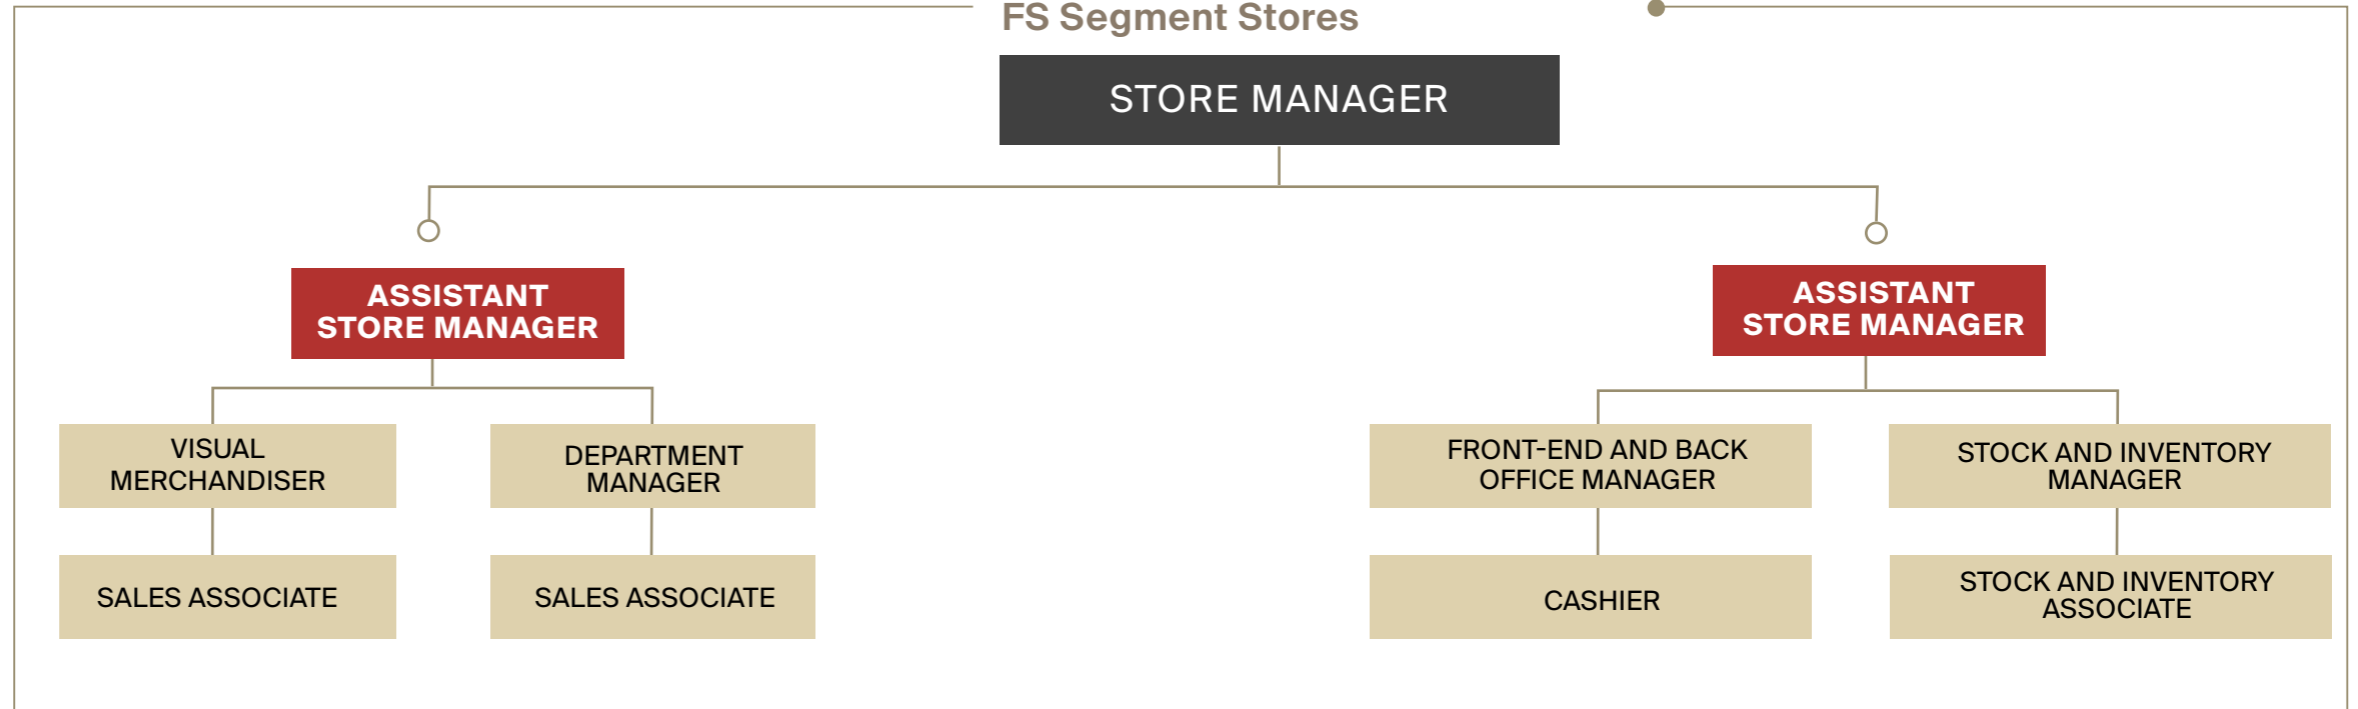 FS Segment Stores
STORE MANAGER
ASSISTANT
STORE MANAGER
ASSISTANT
STORE MANAGER
VISUAL
MERCHANDISER
DEPARTMENT
MANAGER
FRONT-END AND BACK
OFFICE MANAGER
STOCK AND INVENTORY
MANAGER
SALES ASSOCIATE
SALES ASSOCIATE
CASHIER
STOCK AND INVENTORY
ASSOCIATE